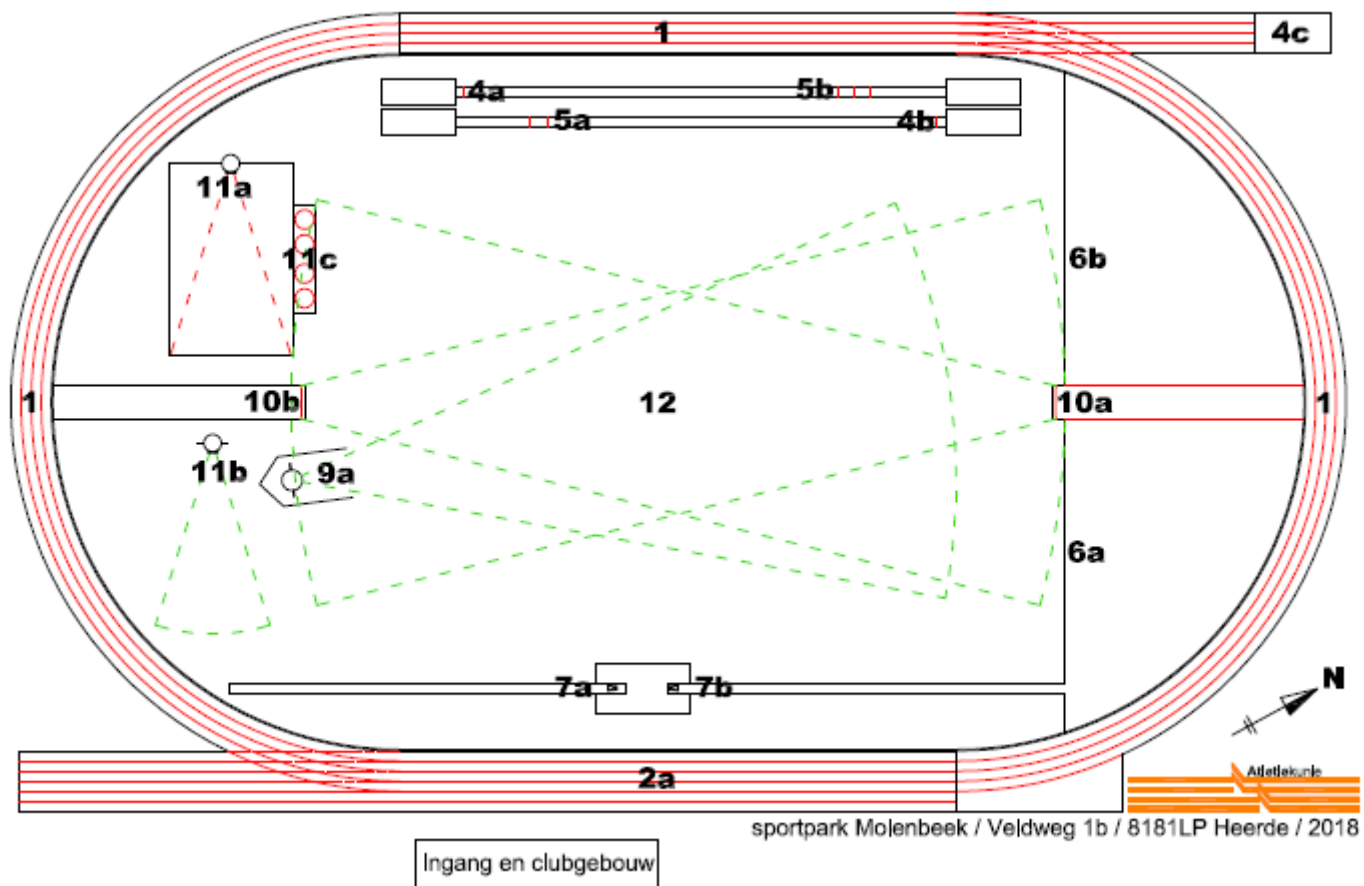 1 4c
4a 5b
5a 4b
11a
11c 6b
1 10b 12 10a 1
11b 9a
6a
7a 7b
N
2a
Atletiekunie
sportpark Molenbeek / Veldweg 1b / 8181LP Heerde / 2018
Ingang en clubgebouw